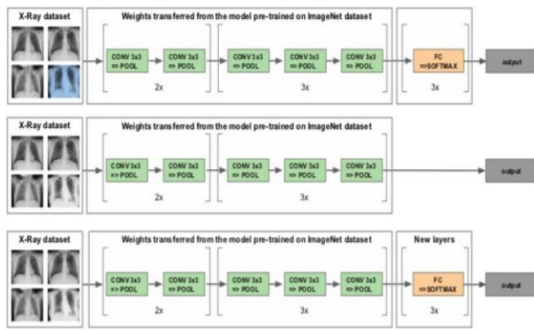 X-Ray dataset
Weights transferred from the model pre-trained on ImageNet dataset
CONV 3x3
=> POOL
CONV 3x3
=> POOL
CONV 3x3
=> POOL
CONV 3x3
=> POOL
CONV 3x3
=> POOL
FC
=>SOFTMAX
output
2x
3x
3x
X-Ray dataset
Weights transferred from the model pre-trained on ImageNet dataset
CONV 3x3
=> POOL
CONV 3x3
=> POOL
CONV 3x3
=> POOL
CONV 3x3
=> POOL
CONV 3x3
=> POOL
output
2x
3x
X-Ray dataset
Weights transferred from the model pre-trained on ImageNet dataset
New layers
CONV 3x3
=> POOL
CONV 3x3
=> POOL
CONV 3x3
=> POOL
CONV 3x3
=> POOL
CONV 3x3
=> POOL
FC
=>SOFTMAX
output
2x
3x
3x